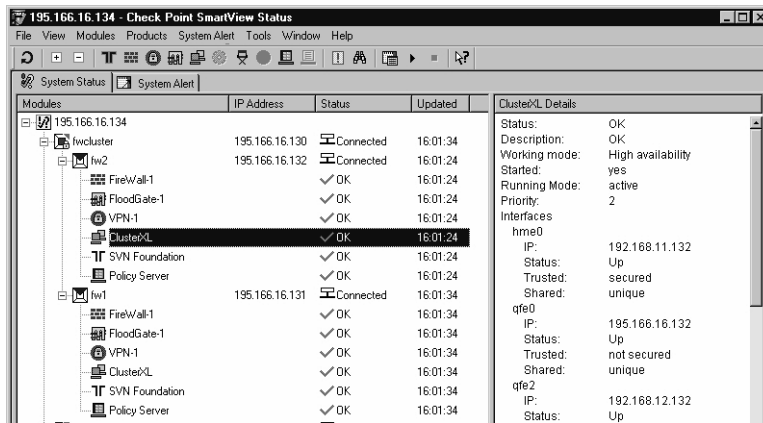 195.166.16.134 - Check Point SmartView Status
File View Modules Products System Alert Tools Window Help
System Status System Alert
Modules IP Address Status Updated ClusterXL Details
195.166.16.134
fwcluster 195.166.16.130 Connected 16:01:34
fw2 195.166.16.132 Connected 16:01:24
FireWall-1 OK 16:01:24
FloodGate-1 OK 16:01:24
VPN-1 OK 16:01:24
ClusterXL OK 16:01:24
SVN Foundation OK 16:01:24
Policy Server OK 16:01:24
fw1 195.166.16.131 Connected 16:01:34
FireWall-1 OK 16:01:34
FloodGate-1 OK 16:01:34
VPN-1 OK 16:01:34
ClusterXL OK 16:01:34
SVN Foundation OK 16:01:34
Policy Server OK 16:01:34
Status: OK
Description: OK
Working mode: High availability
Started: yes
Running Mode: active
Priority: 2
Interfaces
hme0
IP: 192.168.11.132
Status: Up
Trusted: secured
Shared: unique
qfe0
IP: 195.166.16.132
Status: Up
Trusted: not secured
Shared: unique
qfe2
IP: 192.168.12.132
Status: Up